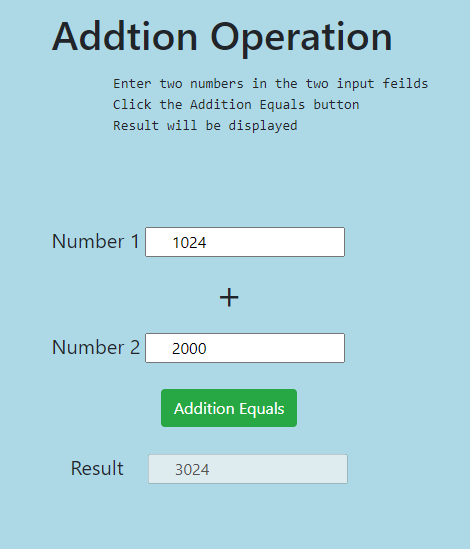 Addtion Operation
Enter two numbers in the two input feilds
Click the Addition Equals button
Result will be displayed
Number 1 1024
+
Number 2 2000
Addition Equals
Result 3024